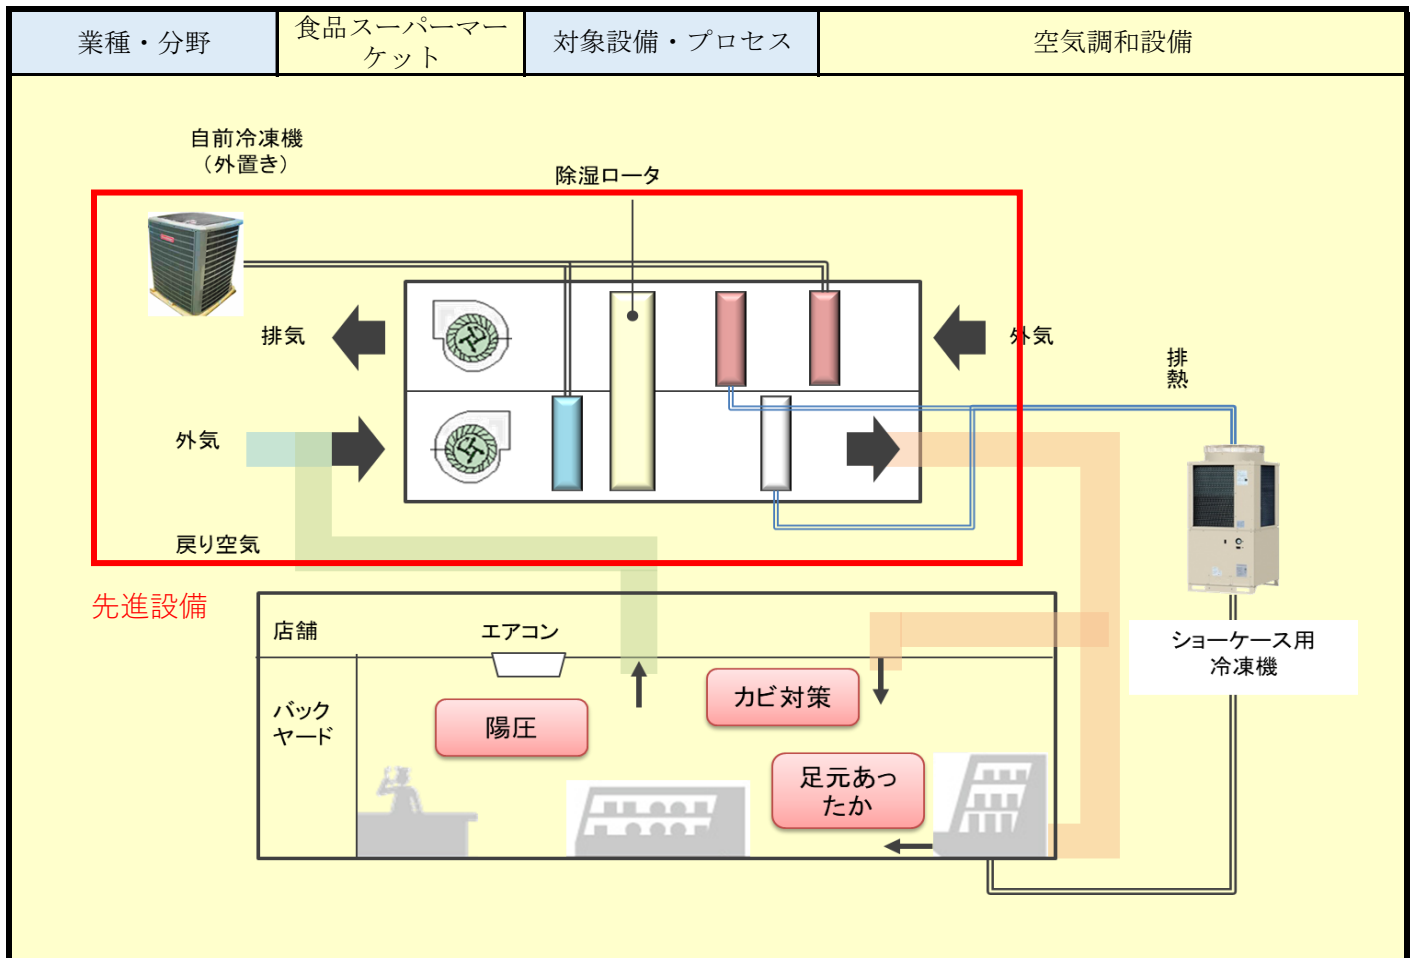 業種・分野
食品スーパーマー
ケット
対象設備・プロセス
空気調和設備
自前冷凍機
（外置き）
除湿ロータ
排気
外気
排
熱
外気
戻り空気
先進設備
店舗
エアコン
ショーケース用
冷凍機
バック
ヤード
陽圧
カビ対策
足元あっ
たか